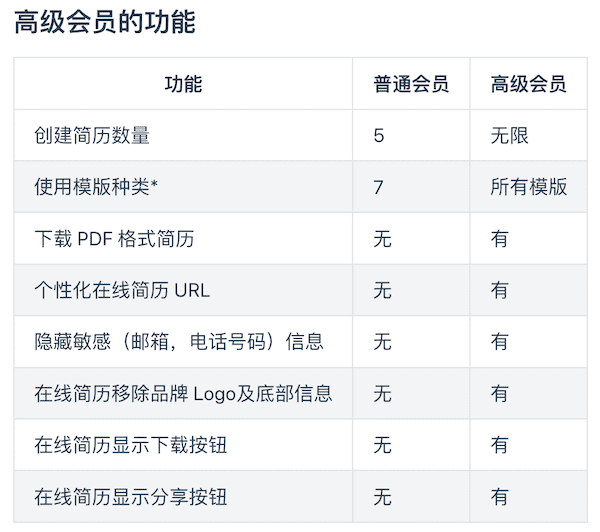 高级会员的功能
功能 普通会员 高级会员
创建简历数量 5 无限
使用模版种类* 7 所有模版
下载 PDF 格式简历 无 有
个性化在线简历 URL 无 有
隐藏敏感（邮箱，电话号码）信息 无 有
在线简历移除品牌 Logo及底部信息 无 有
在线简历显示下载按钮 无 有
在线简历显示分享按钮 无 有